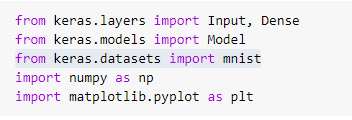 from keras.layers import Input, Dense
from keras.models import Model
from keras.datasets import mnist
import numpy as np
import matplotlib.pyplot as plt